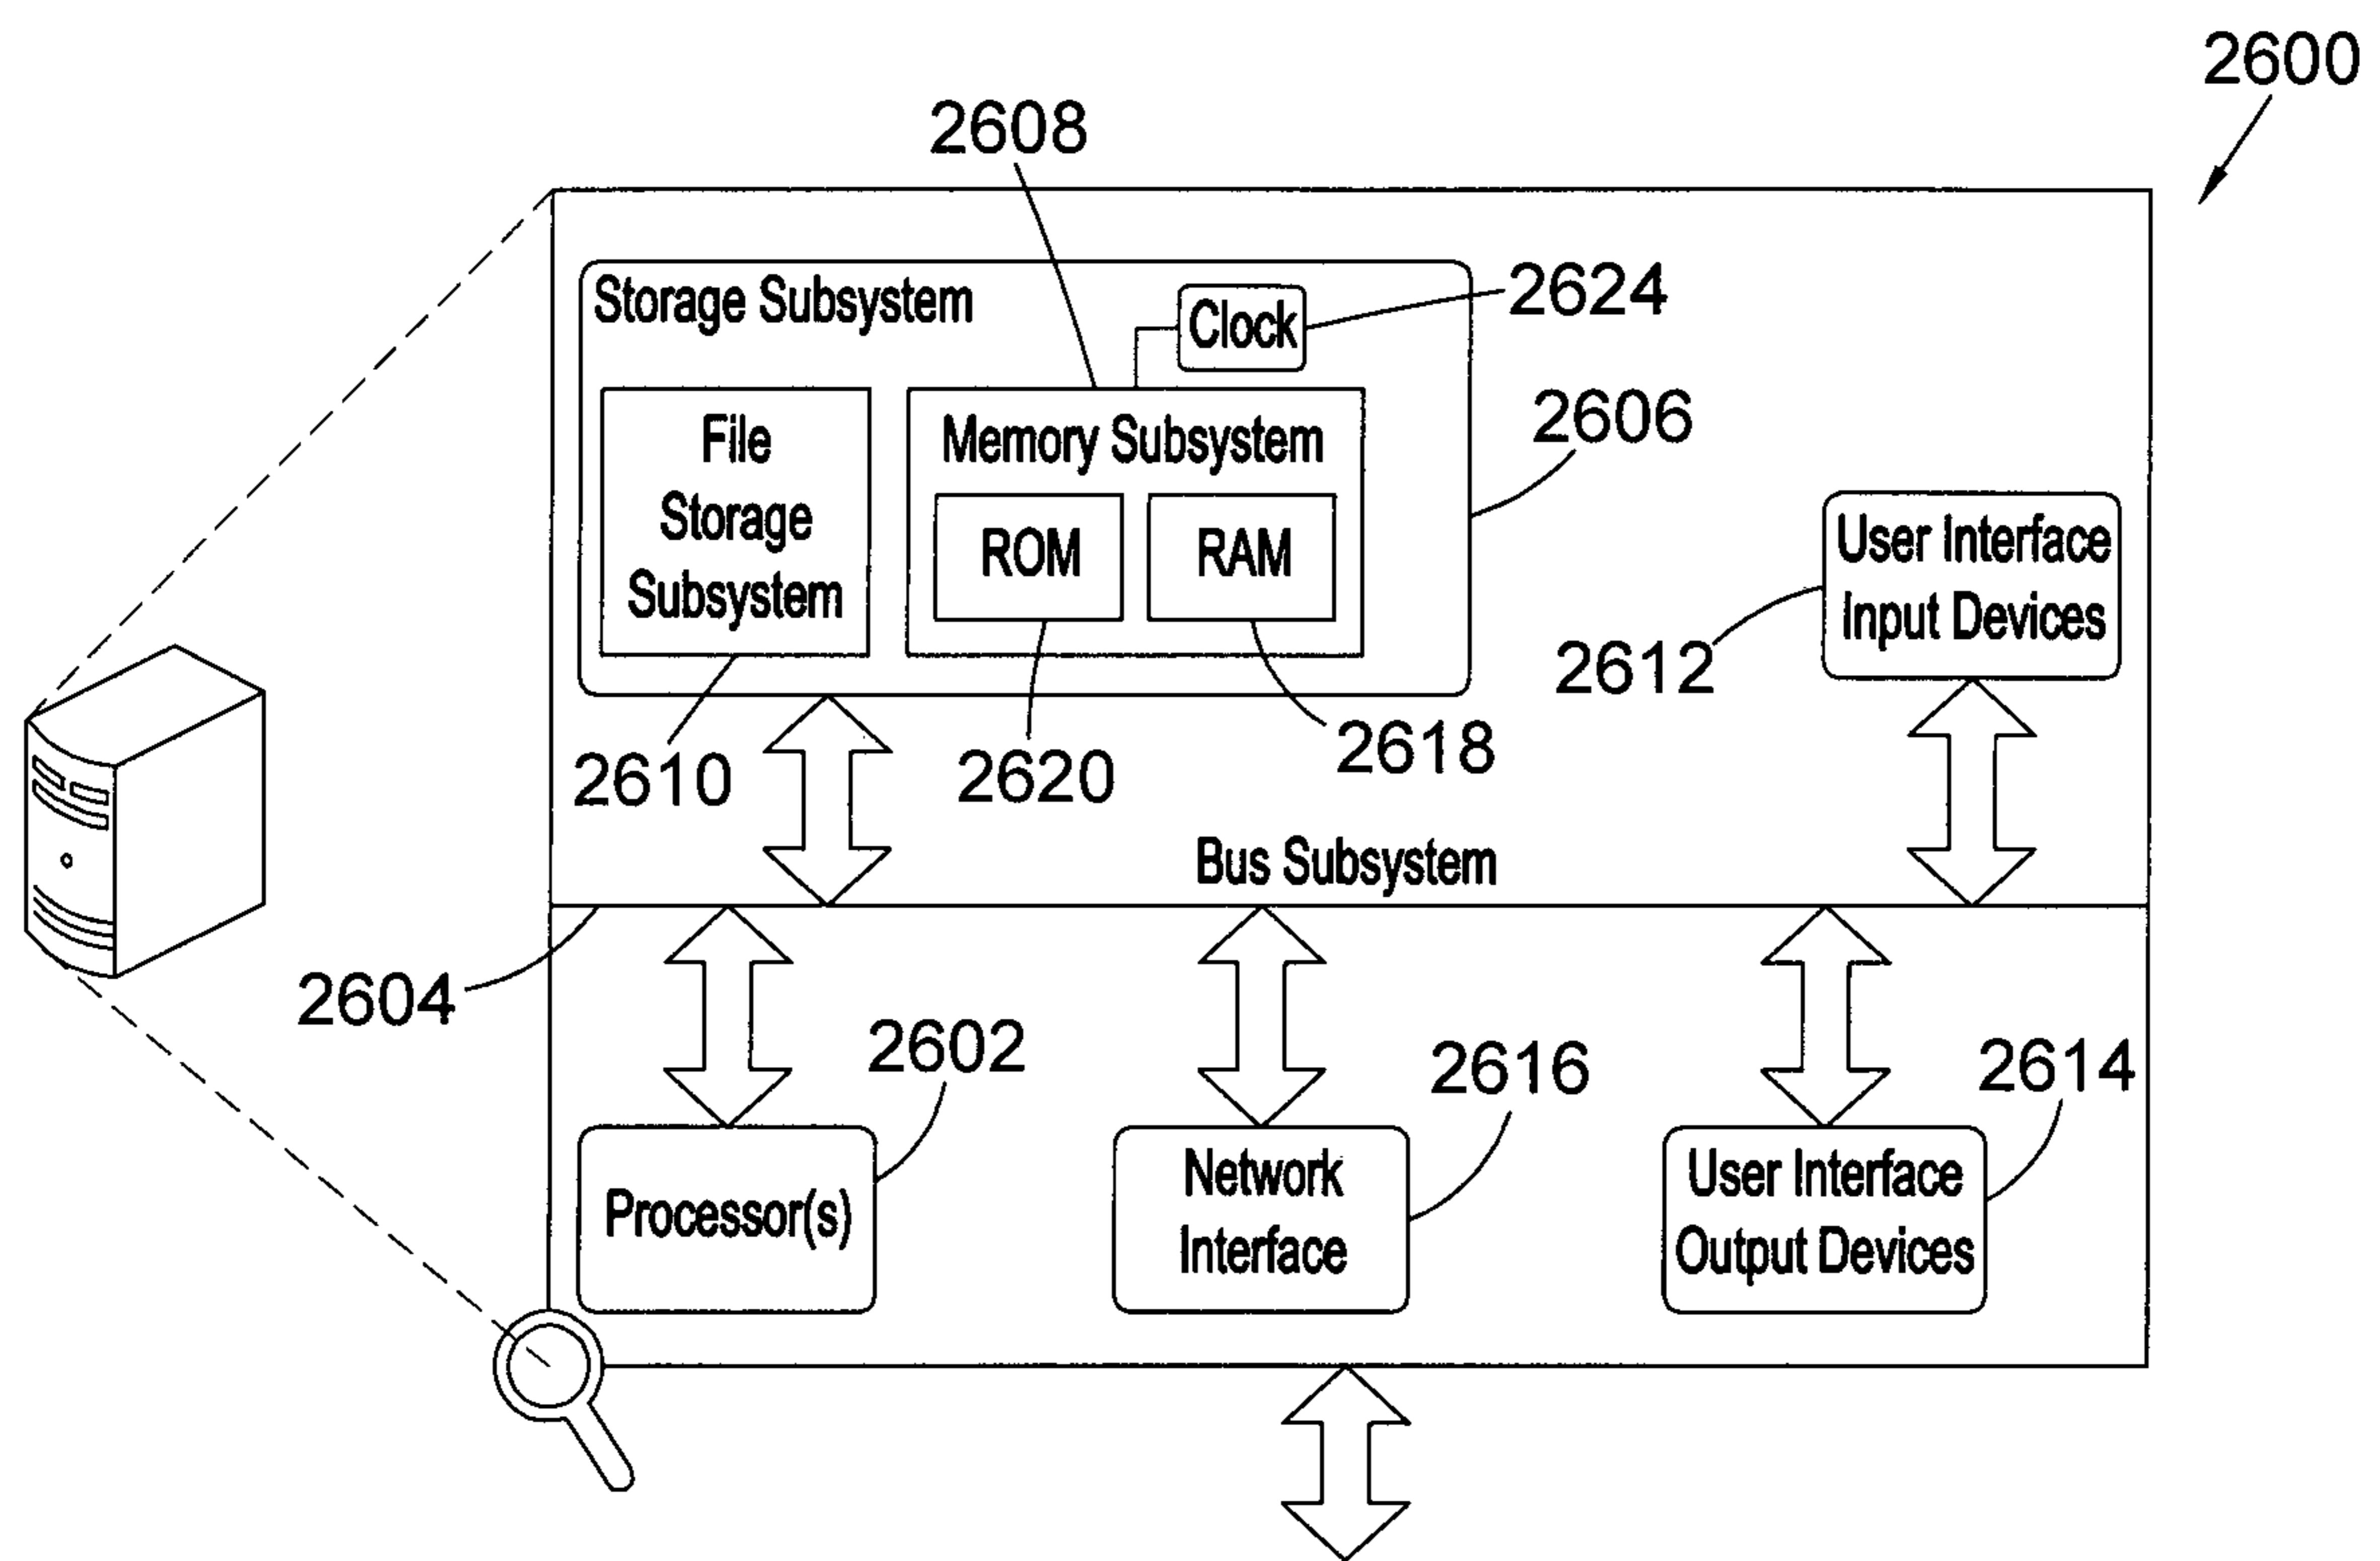 2600
2608
Storage Subsystem
Clock
2624
File
Storage
Subsystem
Memory Subsystem
ROM
RAM
2606
User Interface
Input Devices
2612
2610
2620
2618
Bus Subsystem
2604
2602
2616
2614
Processor(s)
Network
Interface
User Interface
Output Devices